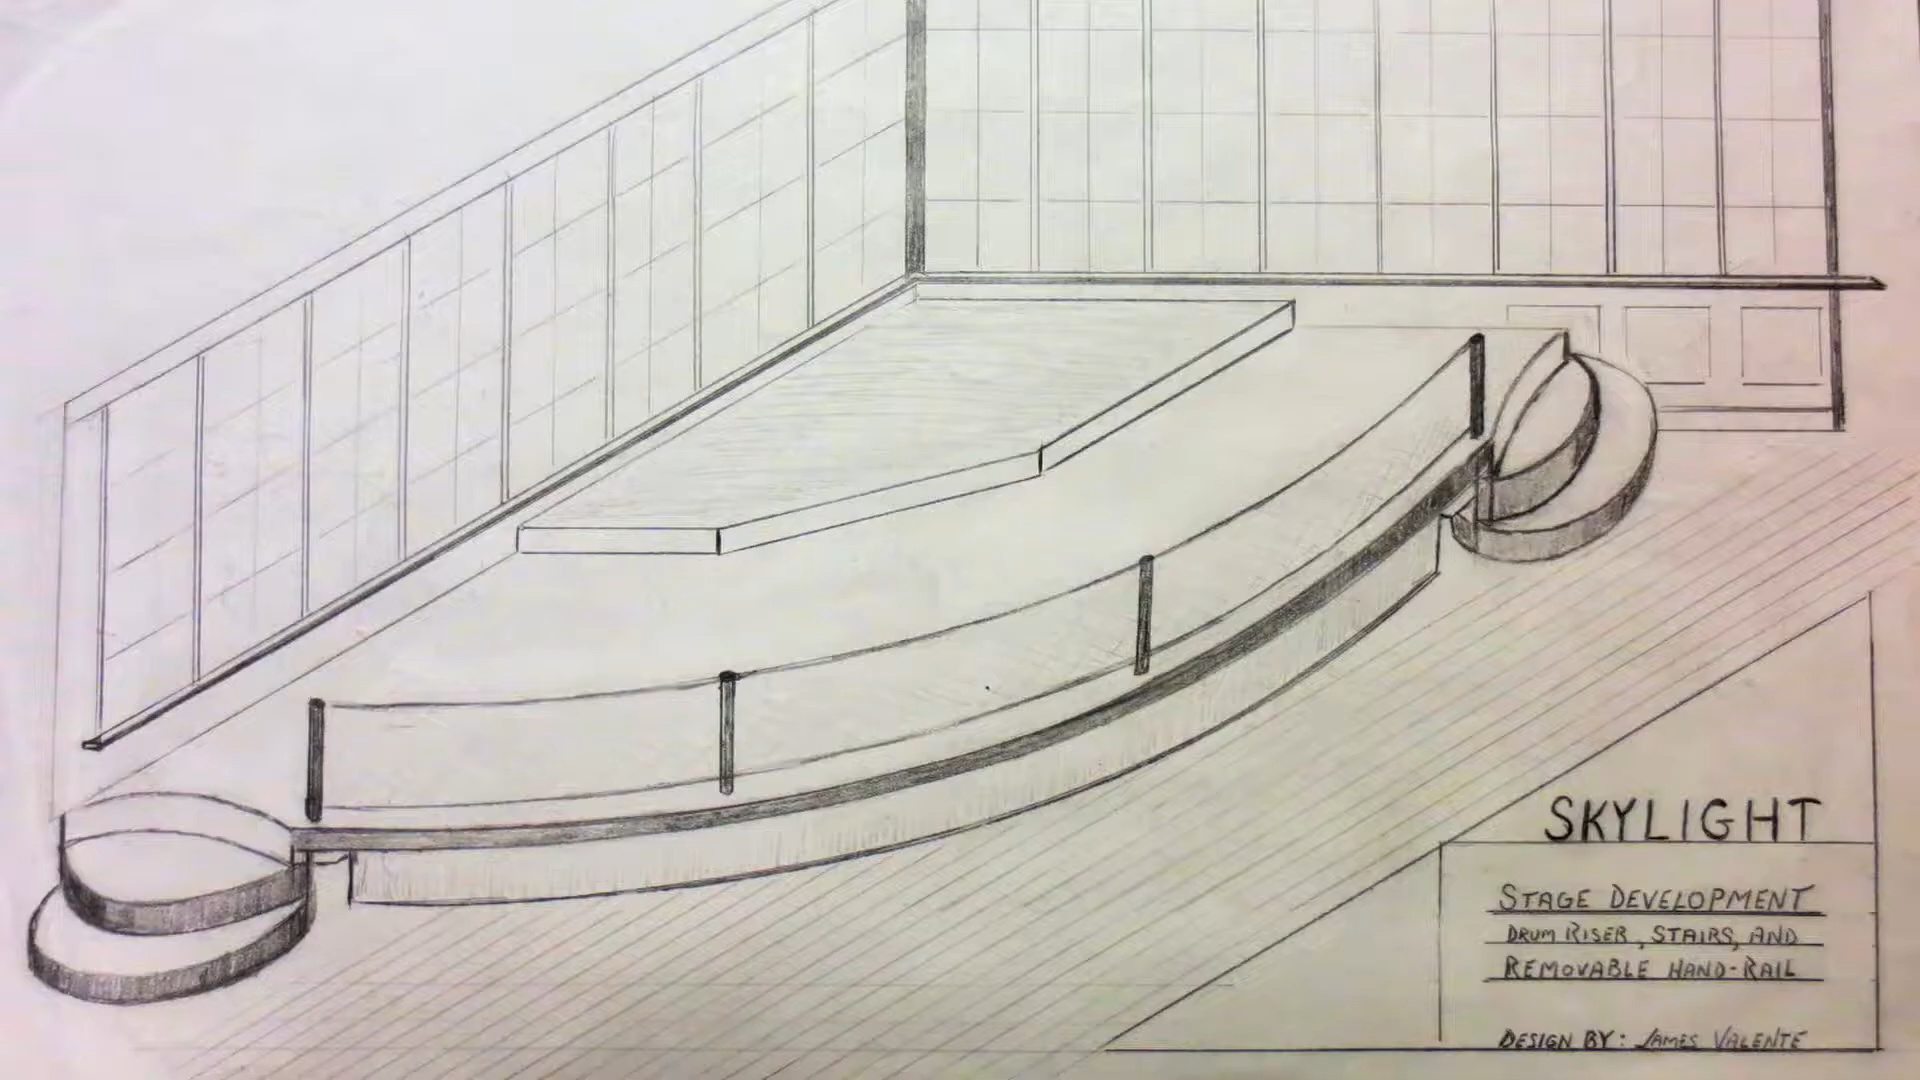 SKYLIGHT
STAGE DEVELOPMENT
DRUM RISER, STAIRS, AND
REMOVABLE HAND-RAIL
DESIGN BY: JAMES VALENTE